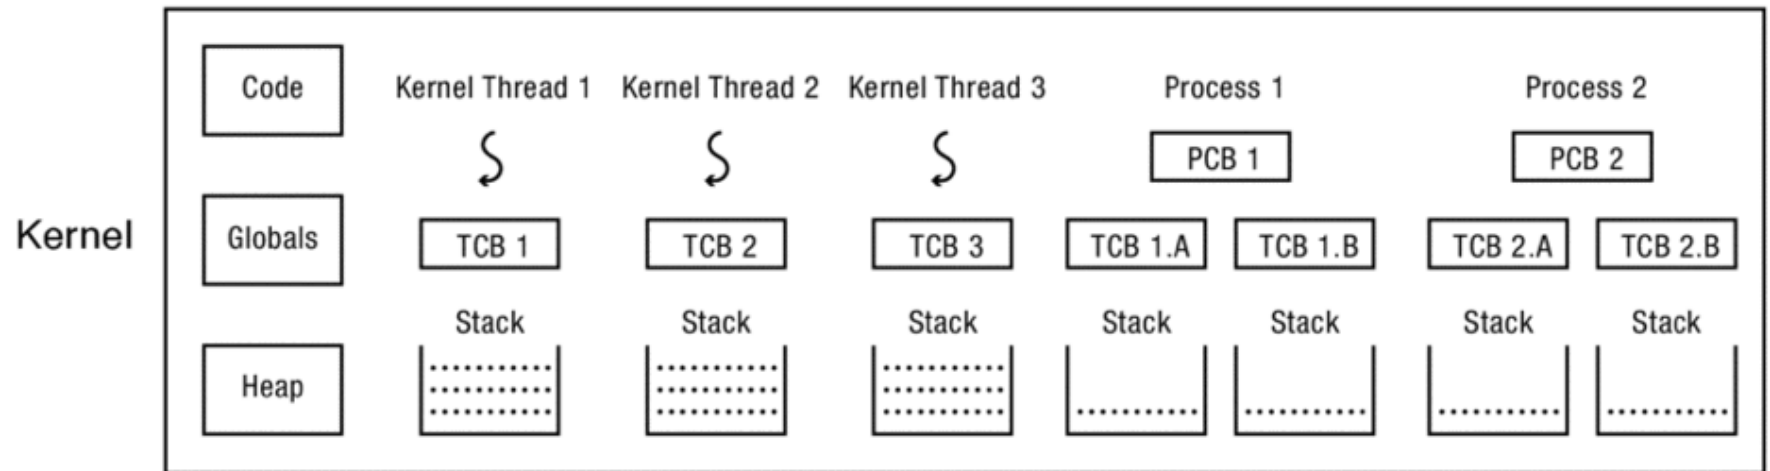 Code
Kernel Thread 1
Kernel Thread 2
Kernel Thread 3
Process 1
Process 2
PCB 1
PCB 2
Kernel
Globals
TCB 1
TCB 2
TCB 3
TCB 1.A
TCB 1.B
TCB 2.A
TCB 2.B
Stack
Stack
Stack
Stack
Stack
Stack
Stack
Heap